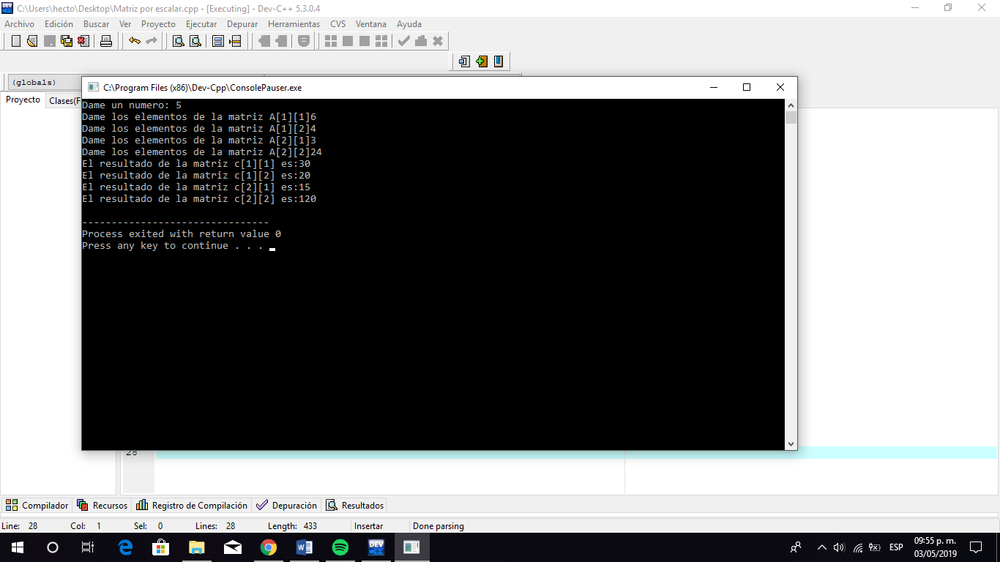 C:\Users\hecto\Desktop\Matriz por escalar.cpp - [Executing] - Dev-C++ 5.3.0.4
Archivo Edición Buscar Ver Proyecto Ejecutar Depurar Herramientas CVS Ventana Ayuda
(globals)
Proyecto Clases(F
C:\Program Files (x86)\Dev-Cpp\ConsolePauser.exe
Dame un numero: 5
Dame los elementos de la matriz A[1][1]6
Dame los elementos de la matriz A[1][2]4
Dame los elementos de la matriz A[2][1]3
Dame los elementos de la matriz A[2][2]24
El resultado de la matriz c[1][1] es:30
El resultado de la matriz c[1][2] es:20
El resultado de la matriz c[2][1] es:15
El resultado de la matriz c[2][2] es:120
--------------------------------
Process exited with return value 0
Press any key to continue . . .
28
Compilador Recursos Registro de Compilación Depuración Resultados
Line: 28 Col: 1 Sel: 0 Lines: 28 Length: 433 Insertar Done parsing
ESP 09:55 p. m.
03/05/2019